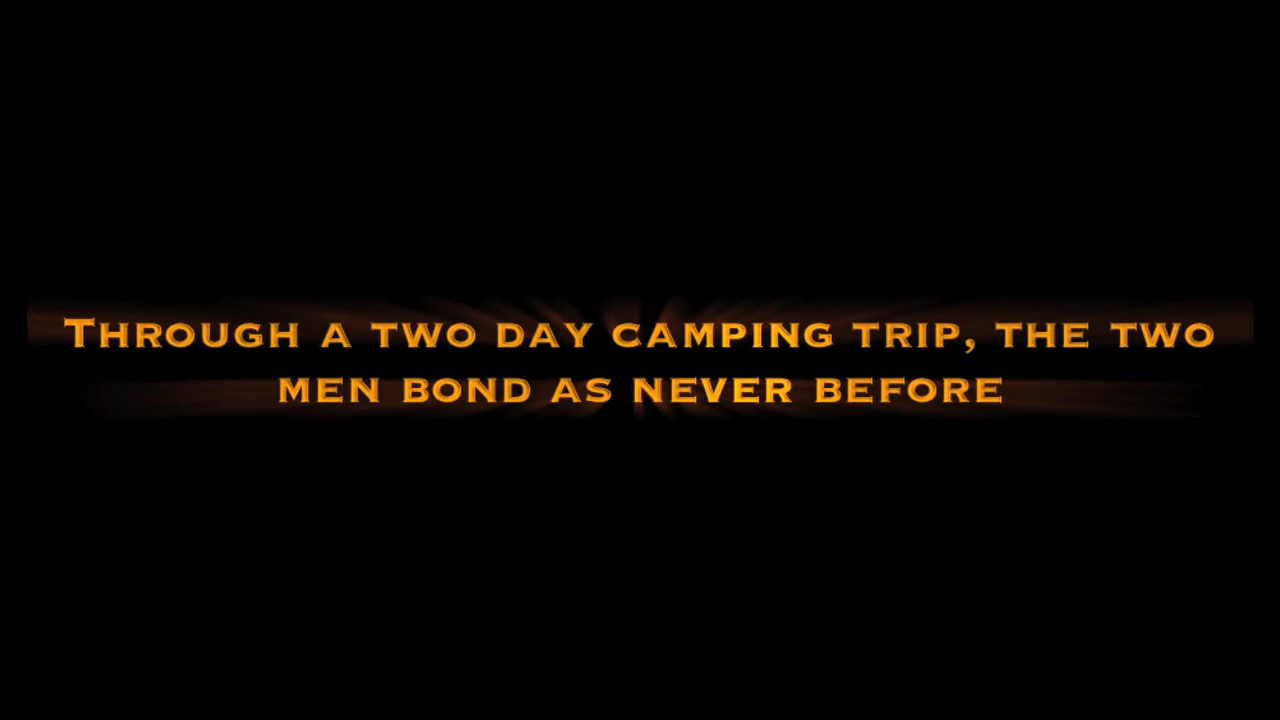 Through a two day camping trip, the two
men bond as never before